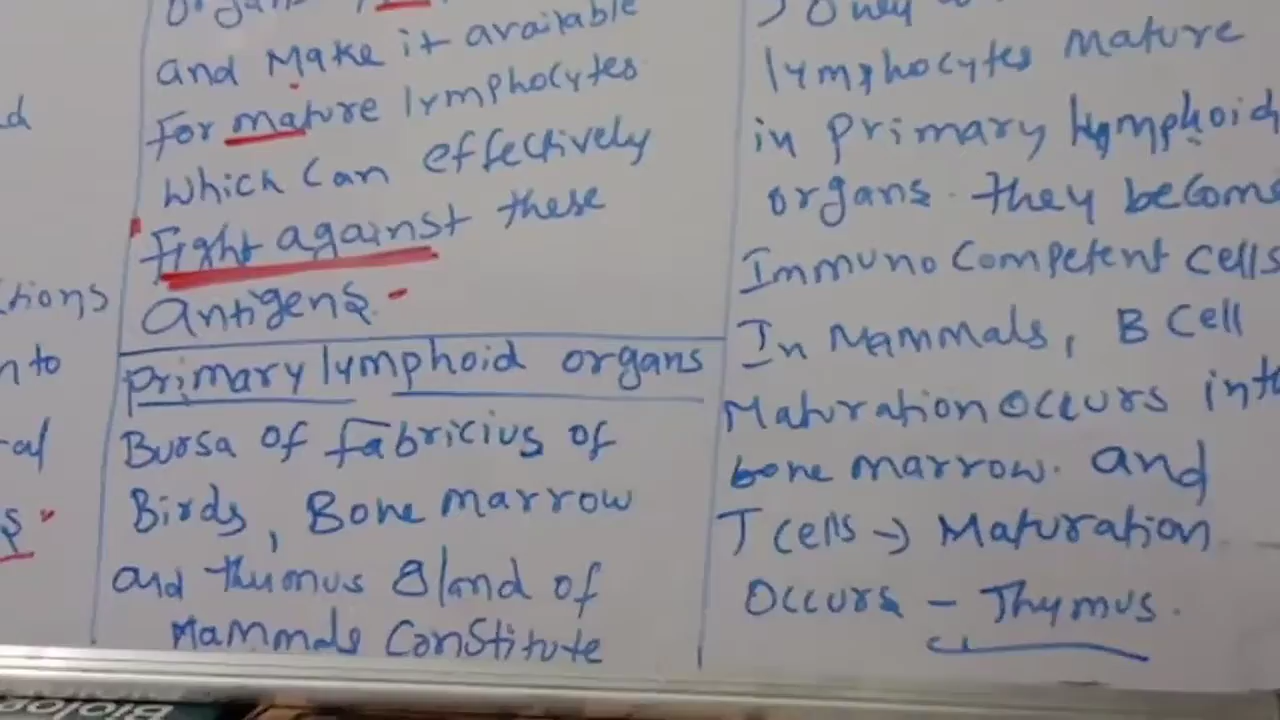 and Make it available
For mature lymphocytes
Which can effectively
Fight against these
Antigens.
Primary lymphoid organs
Bursa of Fabricius of
Birds, Bone marrow
and thumus gland of
Mammals Constitute
lymphocytes mature
in primary lymphoid
organs. they become
Immuno Competent cells
In Mammals, B Cell
Maturation occurs into
bone marrow. and
T cells → Maturation
Occurs - Thymus.